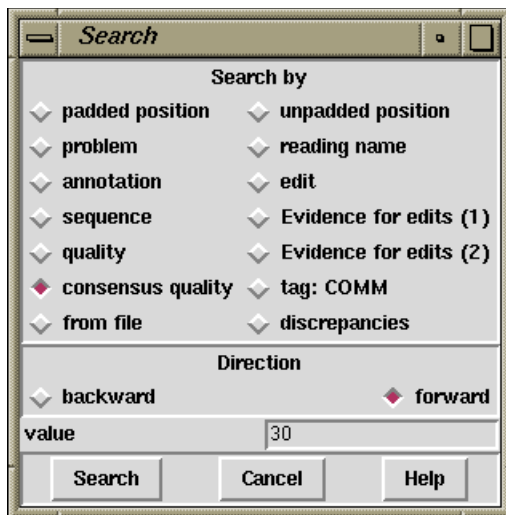 Search
Search by
padded position unpadded position
problem reading name
annotation edit
sequence Evidence for edits (1)
quality Evidence for edits (2)
consensus quality tag: COMM
from file discrepancies
Direction
backward forward
value 30
Search Cancel Help